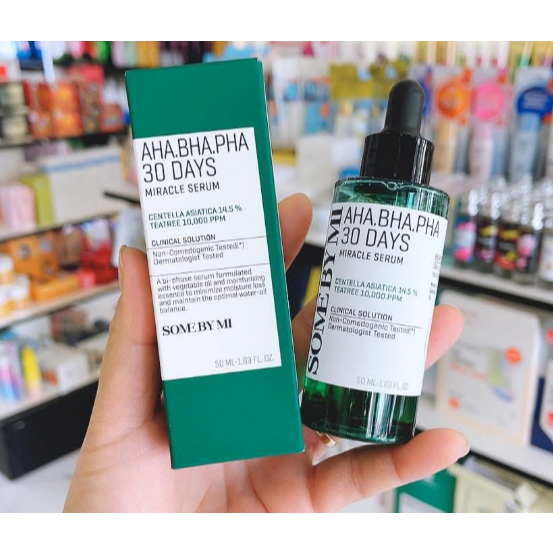 AHA.BHA.PHA
30 DAYS
MIRACLE SERUM
CENTELLA ASIATICA 14.5 %
TEATREE 10,000 PPM
CLINICAL SOLUTION
Non-Comedogenic Tested(*)
Dermatologist Tested
A bi-phase serum formulated
with vegetable oil and moisturizing
essence to minimize moisture loss
and maintain the optimal water-oil
balance.
SOME BY MI
50 ML-1.69 FL. OZ.
SOME BY MI
AHA.BHA.PHA
30 DAYS
MIRACLE SERUM
CENTELLA ASIATICA 14.5 %
TEATREE 10,000 PPM
CLINICAL SOLUTION
Non-Comedogenic Tested(*)
Dermatologist Tested
50 ML-1.69 FL.OZ.